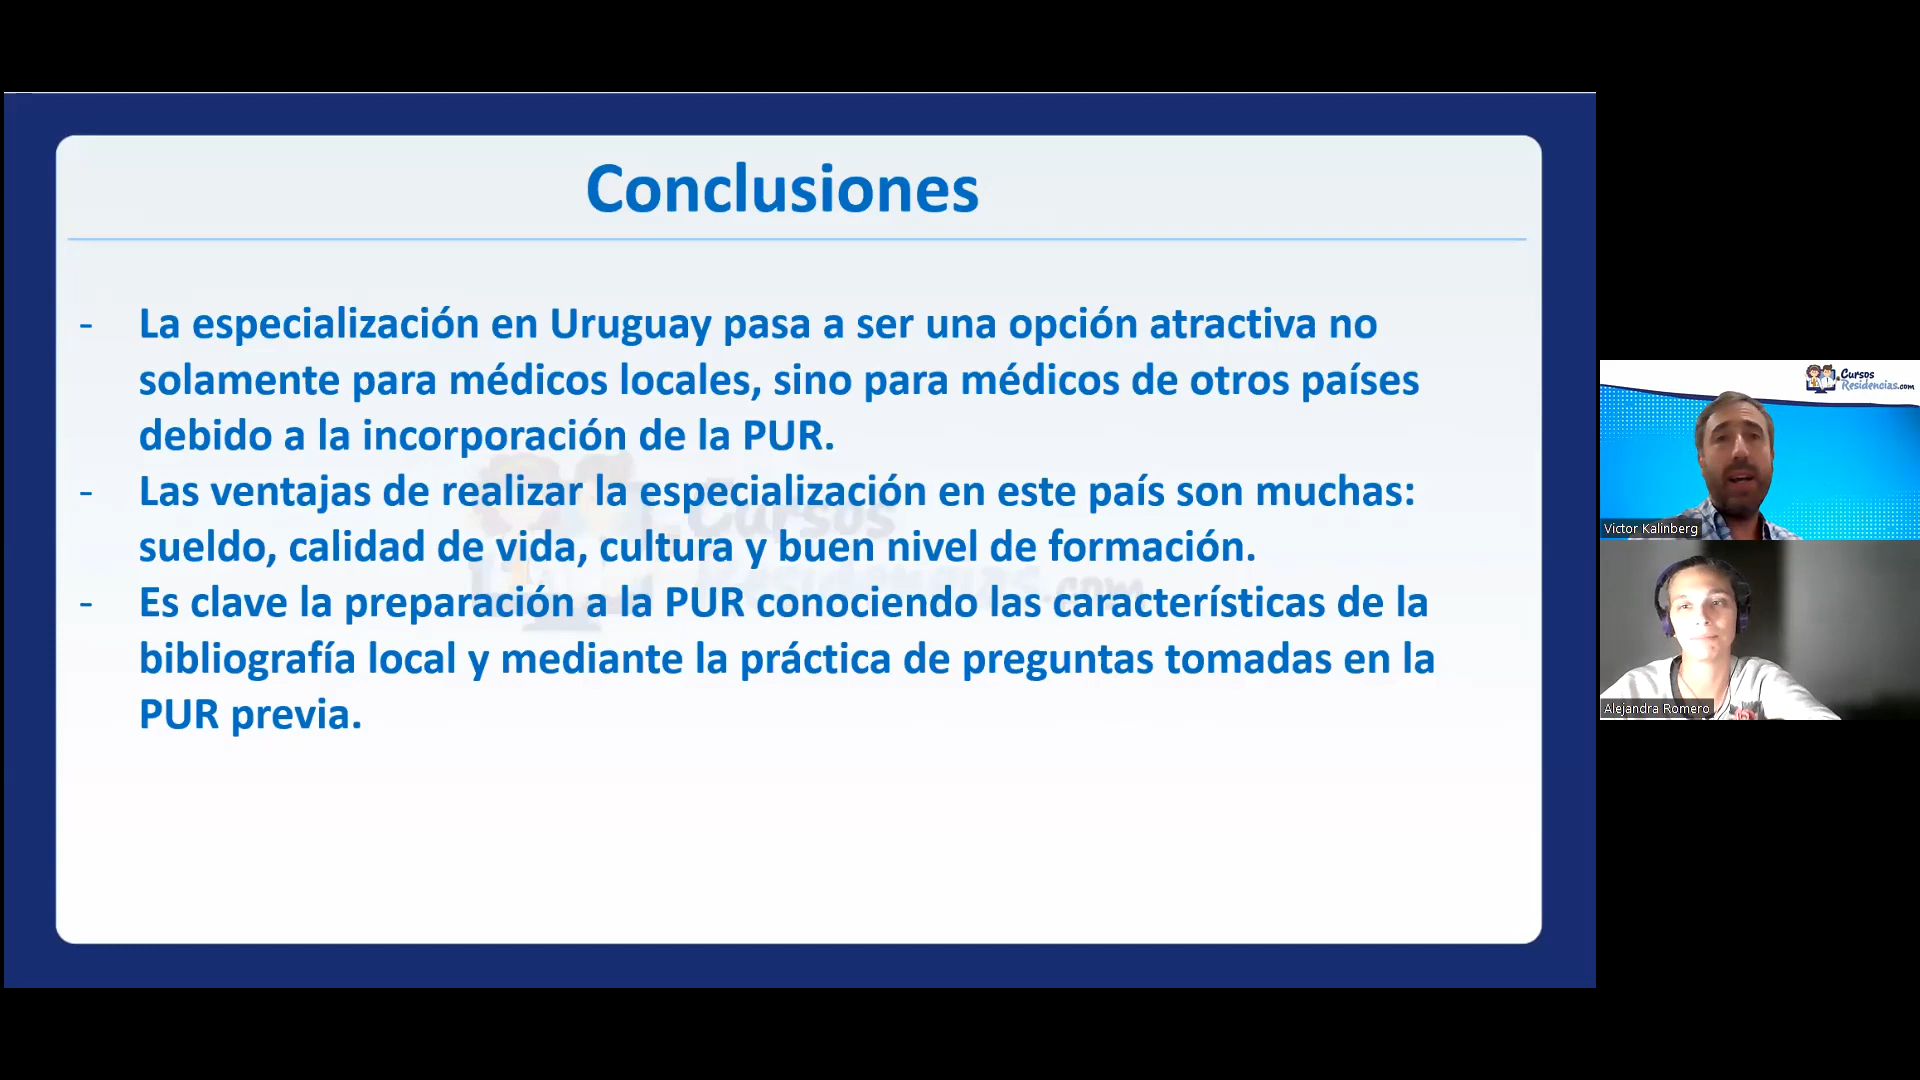 Conclusiones
- La especialización en Uruguay pasa a ser una opción atractiva no
solamente para médicos locales, sino para médicos de otros países
debido a la incorporación de la PUR.
- Las ventajas de realizar la especialización en este país son muchas:
sueldo, calidad de vida, cultura y buen nivel de formación.
- Es clave la preparación a la PUR conociendo las características de la
bibliografía local y mediante la práctica de preguntas tomadas en la
PUR previa.
Cursos
Residencias.com
Cursos
Residencias.com
Victor Kalinberg
Alejandra Romero